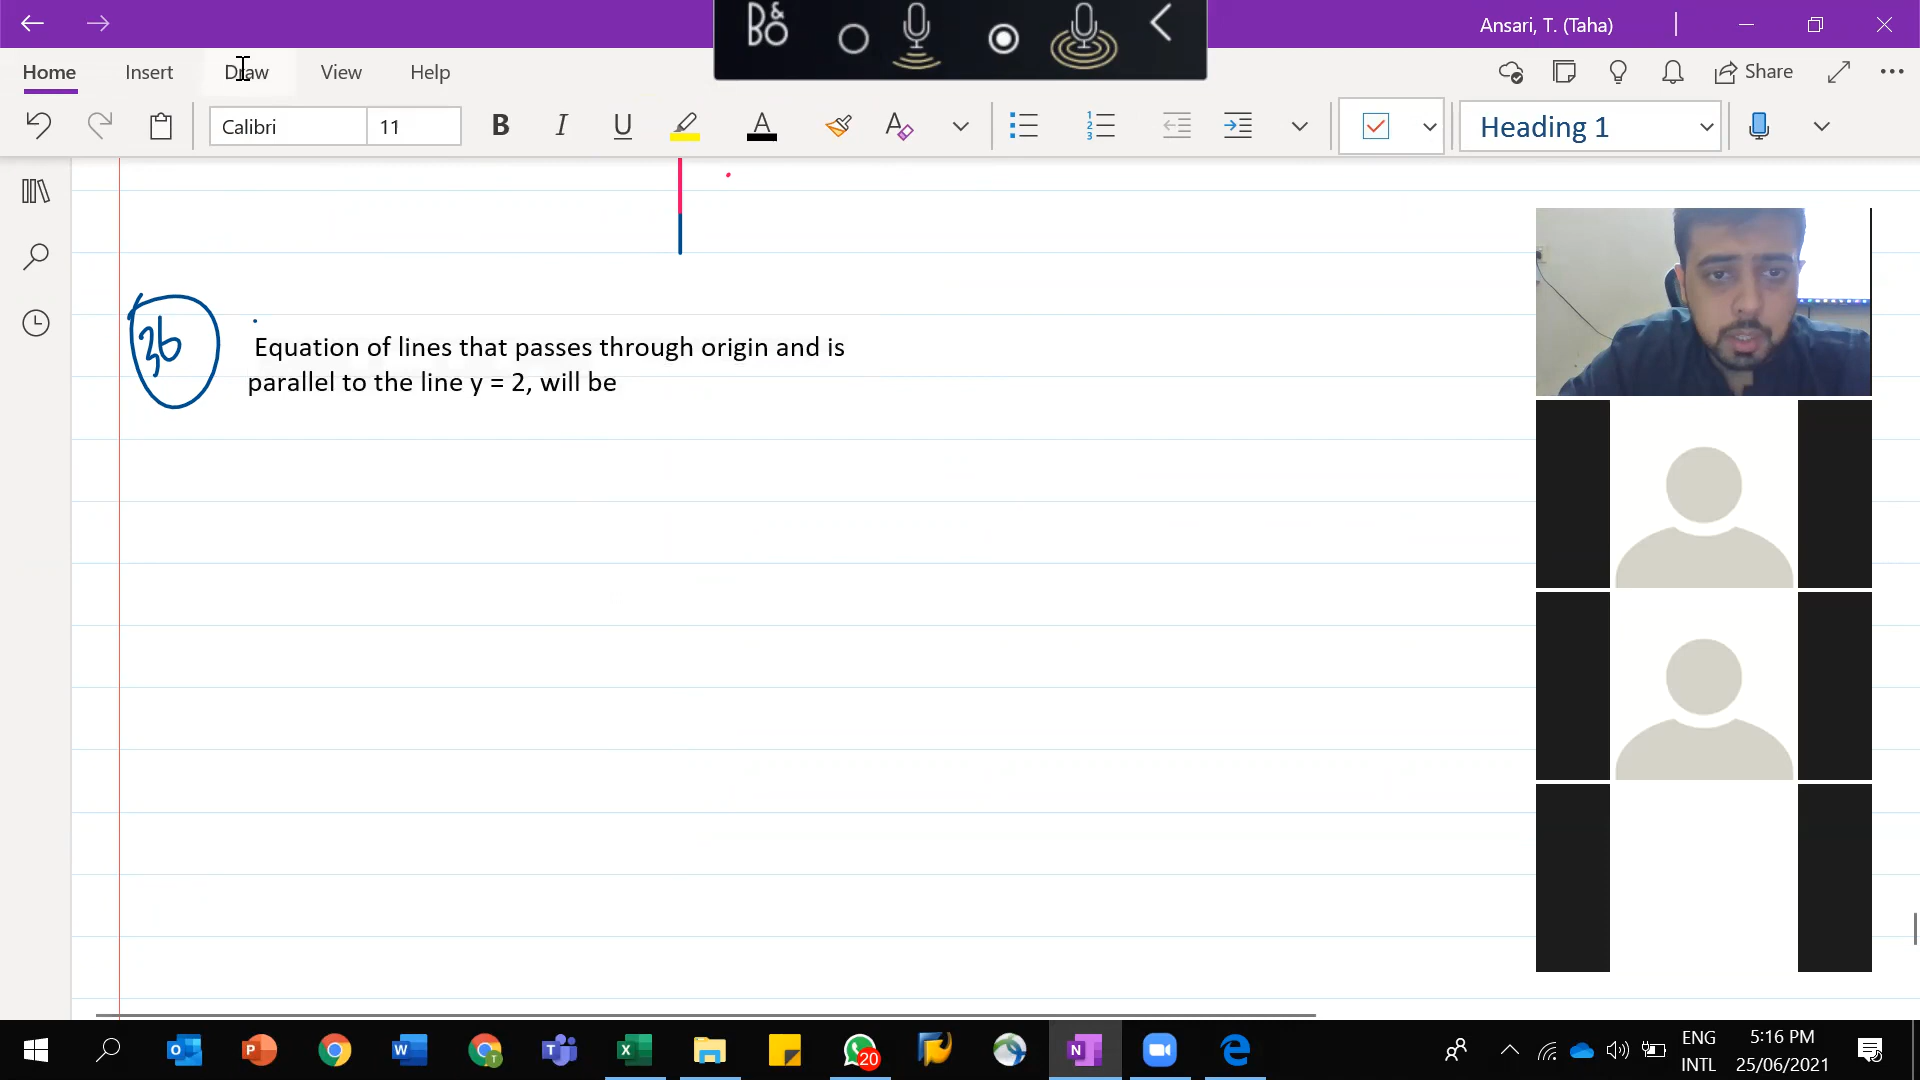 B&O
Ansari, T. (Taha)
Home Insert Draw View Help
Share
Calibri 11 B I U A A Heading 1
36
Equation of lines that passes through origin and is
parallel to the line y = 2, will be
20
ENG
INTL
5:16 PM
25/06/2021